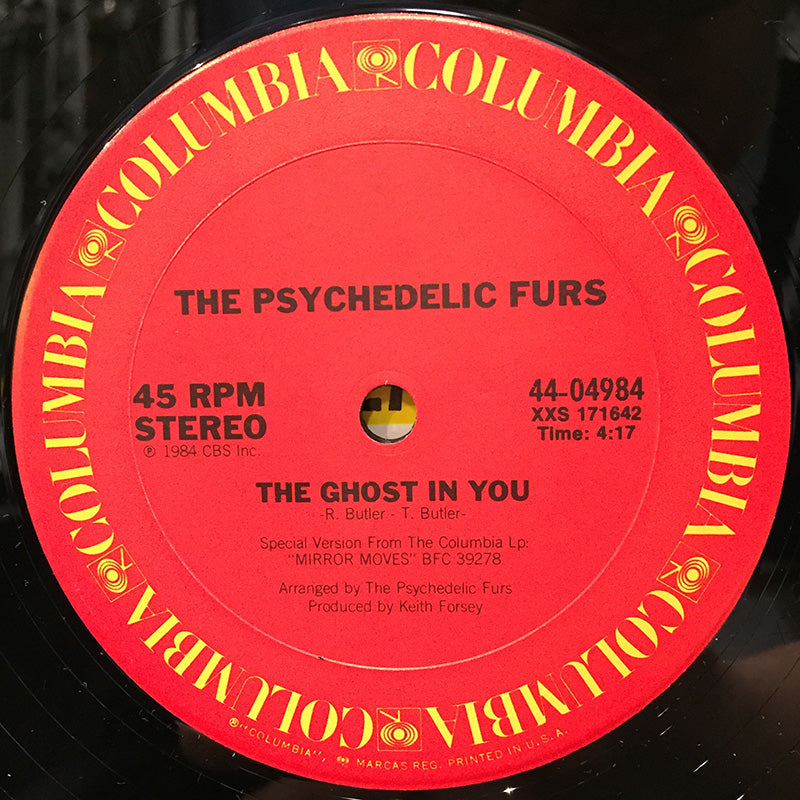 COLUMBIA COLUMBIA COLUMBIA COLUMBIA COLUMBIA COLUMBIA
THE PSYCHEDELIC FURS
45 RPM
STEREO
℗ 1984 CBS Inc.
44-04984
XXS 171642
Time: 4:17
THE GHOST IN YOU
-R. Butler - T. Butler-
Special Version From The Columbia Lp:
"MIRROR MOVES" BFC 39278
Arranged by The Psychedelic Furs
Produced by Keith Forsey
®"COLUMBIA", MARCAS REG. PRINTED IN U.S.A.